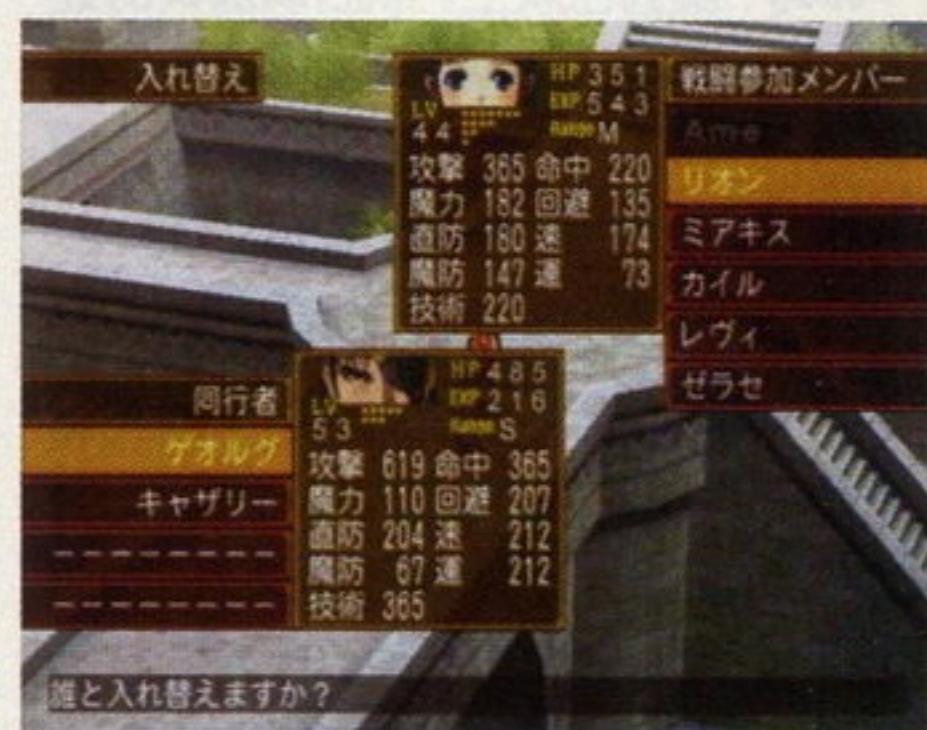 入れ替え
HP 351
EXP 543
LV 44
Range M
攻撃 365 命中 220
魔力 182 回避 135
直防 180 速 174
魔防 147 運 73
技術 220
戦闘参加メンバー
Ame
リオン
ミアキス
カイル
レヴィ
ゼラセ
同行者
ゲオルグ
キャザリー
--------
--------
HP 485
EXP 216
LV 53
Range S
攻撃 619 命中 365
魔力 110 回避 207
直防 204 速 212
魔防 67 運 212
技術 365
誰と入れ替えますか？